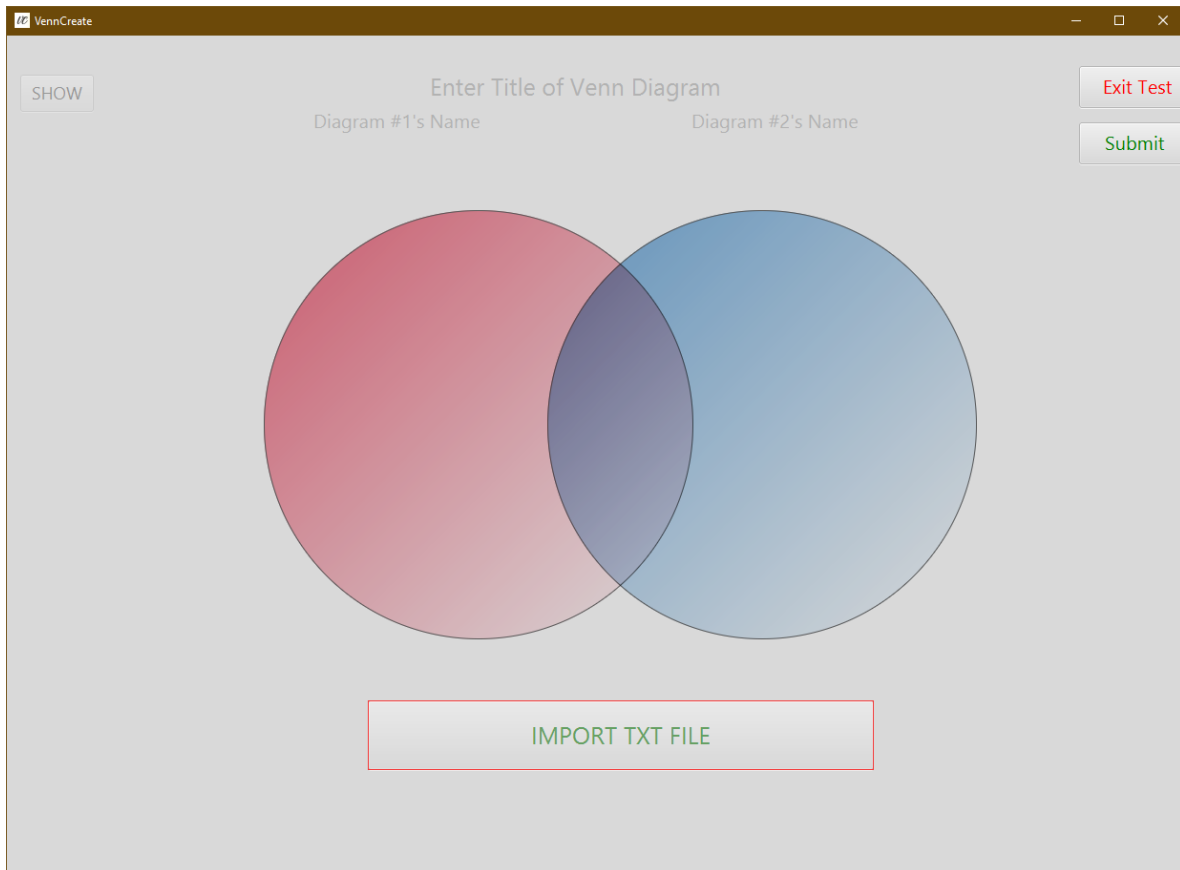 VC VennCreate
SHOW
Enter Title of Venn Diagram
Diagram #1's Name
Diagram #2's Name
Exit Test
Submit
IMPORT TXT FILE